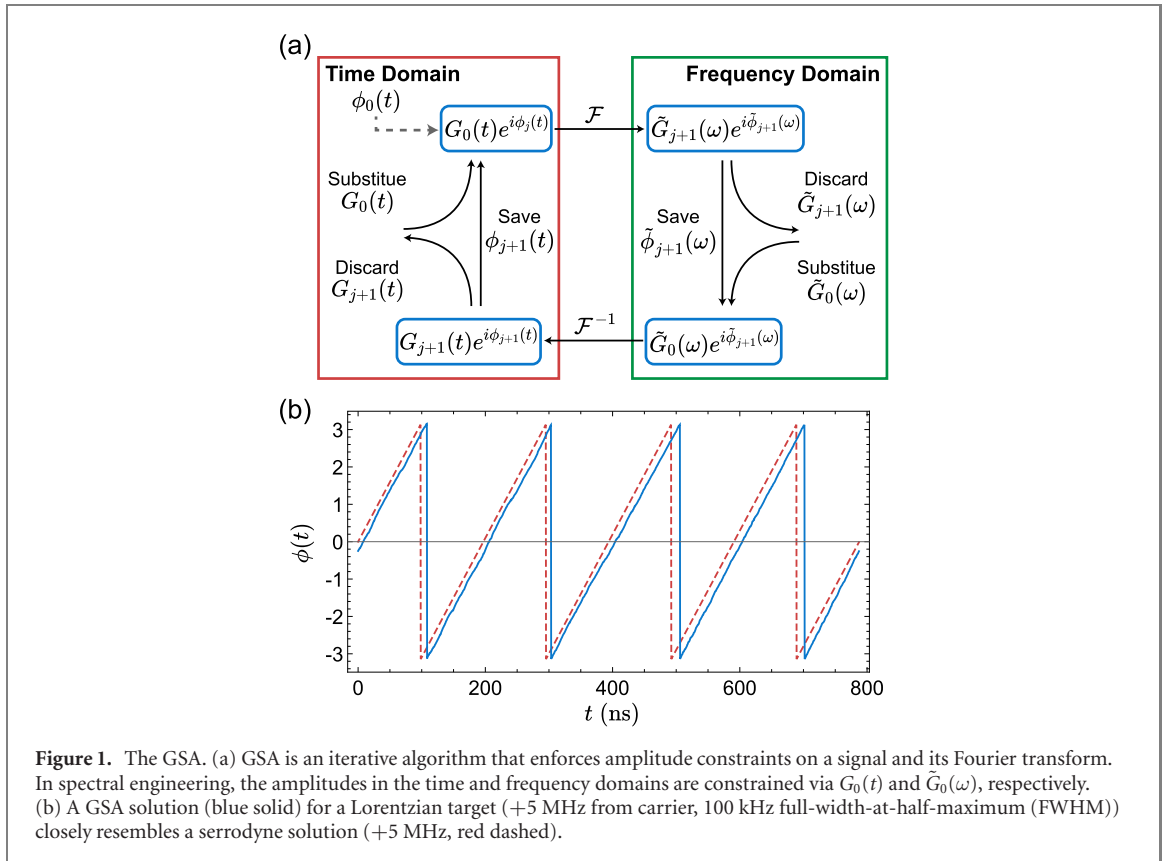 (a)
Time Domain
Frequency Domain
ϕ₀(t)
G₀(t)e^{iϕⱼ(t)}
ℱ
G̃ⱼ₊₁(ω)e^{iϕ̃ⱼ₊₁(ω)}
Substitue
G₀(t)
Save
ϕⱼ₊₁(t)
Discard
Gⱼ₊₁(t)
Save
ϕ̃ⱼ₊₁(ω)
Discard
G̃ⱼ₊₁(ω)
Substitue
G̃₀(ω)
Gⱼ₊₁(t)e^{iϕⱼ₊₁(t)}
ℱ⁻¹
G̃₀(ω)e^{iϕ̃ⱼ₊₁(ω)}
(b)
3
2
1
0
-1
-2
-3
ϕ(t)
0 200 400 600 800
t (ns)
Figure 1. The GSA. (a) GSA is an iterative algorithm that enforces amplitude constraints on a signal and its Fourier transform.
In spectral engineering, the amplitudes in the time and frequency domains are constrained via G₀(t) and G̃₀(ω), respectively.
(b) A GSA solution (blue solid) for a Lorentzian target (+5 MHz from carrier, 100 kHz full-width-at-half-maximum (FWHM))
closely resembles a serrodyne solution (+5 MHz, red dashed).